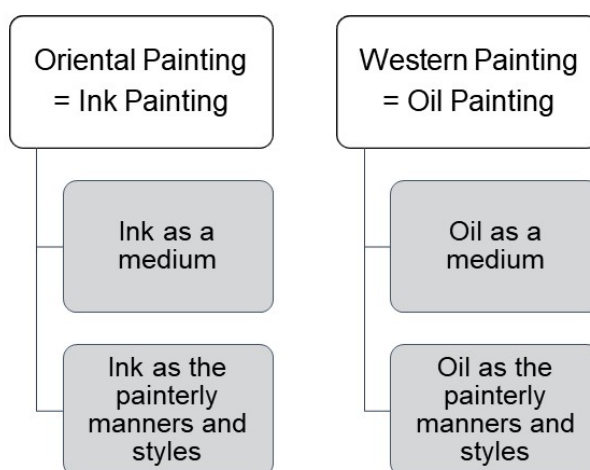 Oriental Painting
= Ink Painting
Ink as a
medium
Ink as the
painterly
manners and
styles
Western Painting
= Oil Painting
Oil as a
medium
Oil as the
painterly
manners and
styles